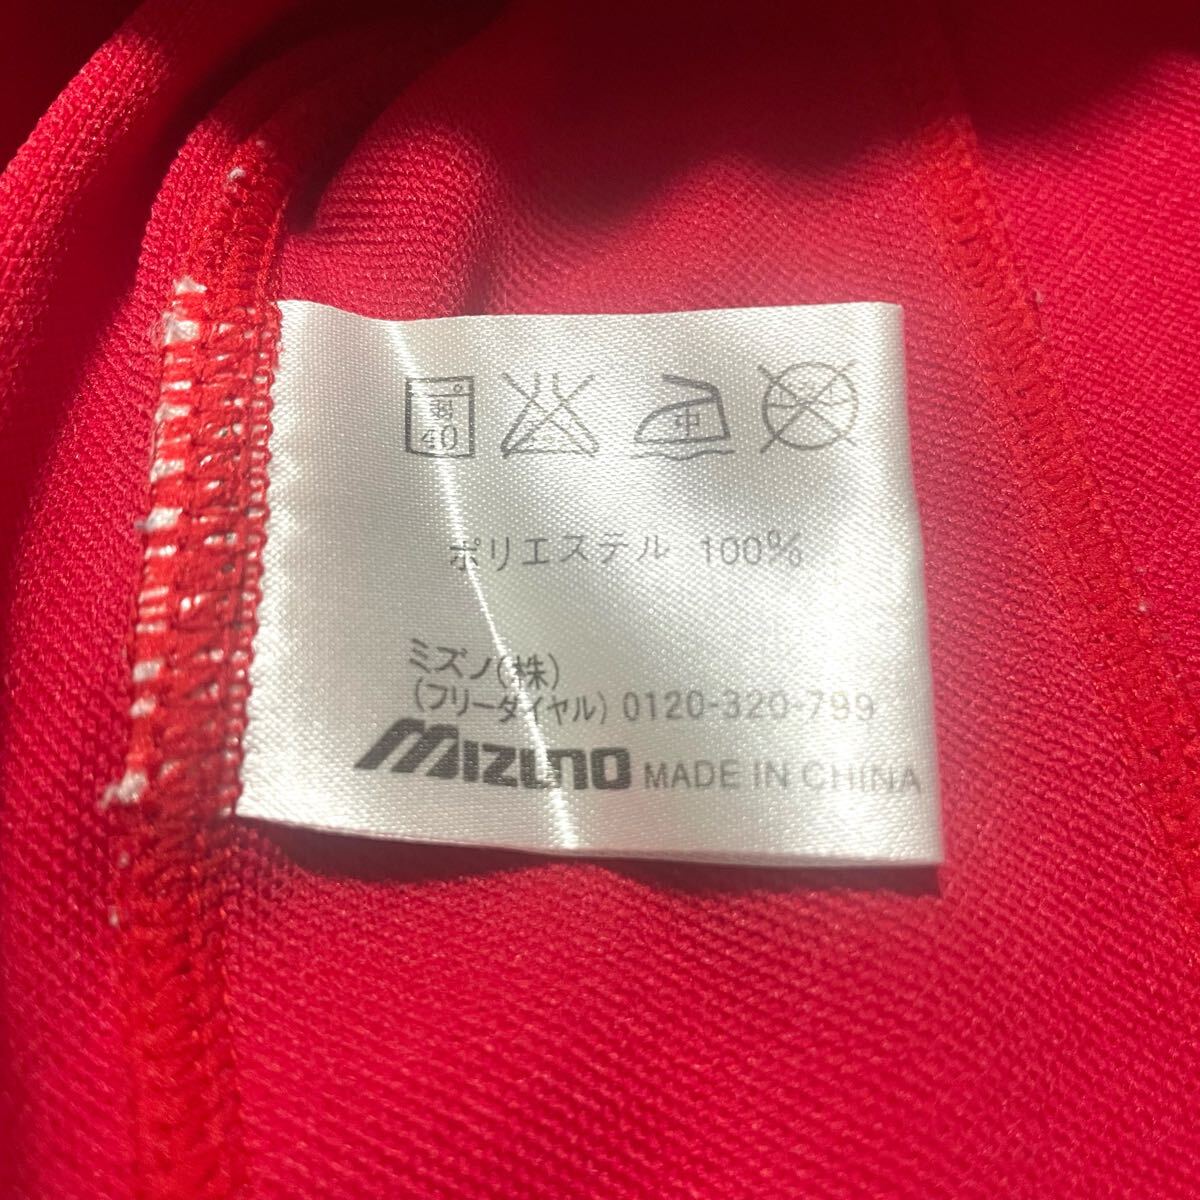 40
中
ポリエステル 100%
ミズノ(株)
(フリーダイヤル) 0120-320-799
MIZUNO MADE IN CHINA